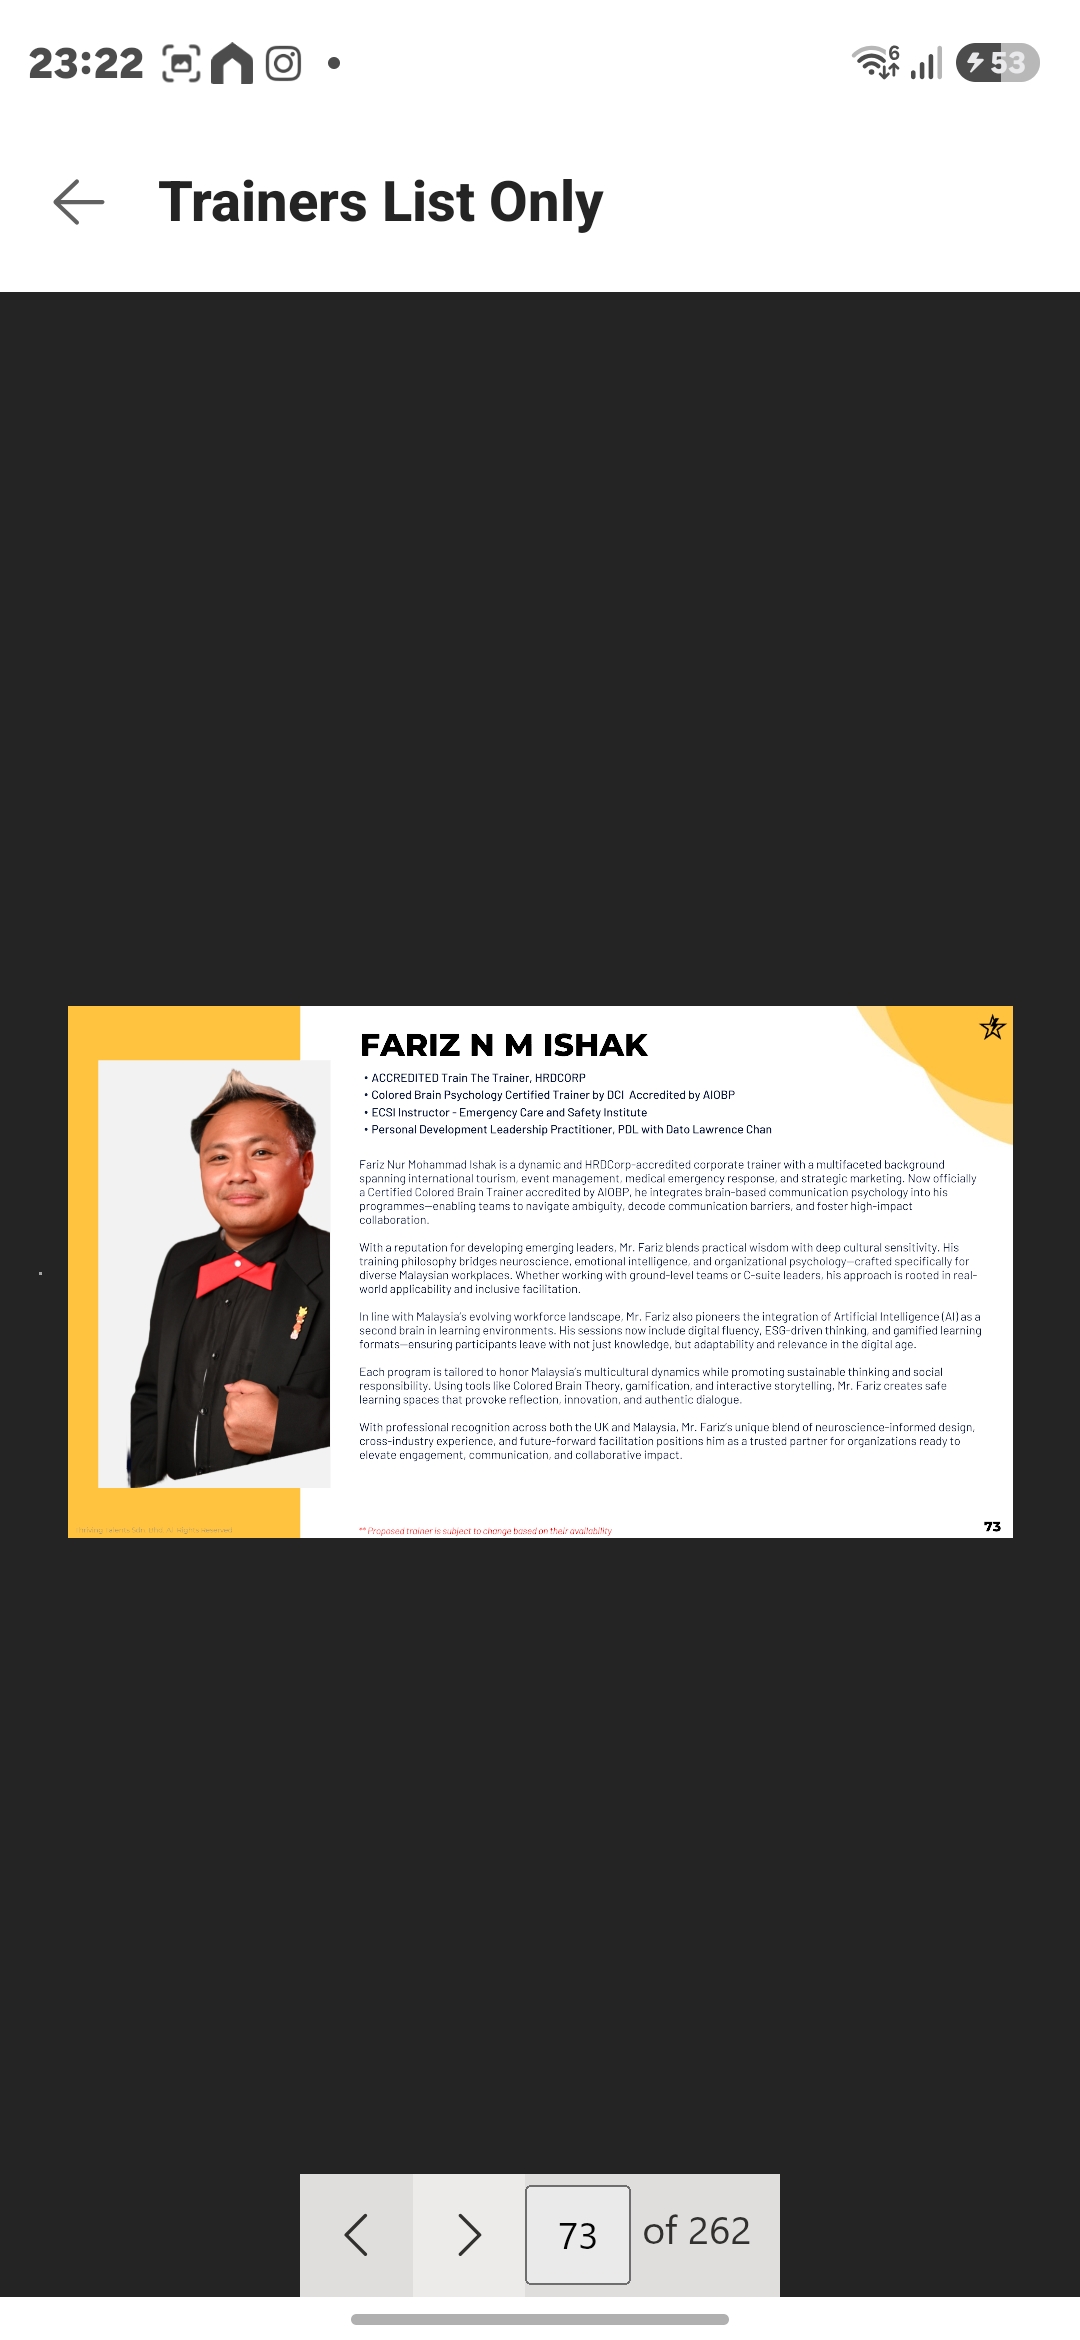 23:22
6
53
Trainers List Only
FARIZ N M ISHAK
• ACCREDITED Train The Trainer, HRDCORP
• Colored Brain Psychology Certified Trainer by DCI Accredited by AIOBP
• ECSI Instructor - Emergency Care and Safety Institute
• Personal Development Leadership Practitioner, PDL with Dato Lawrence Chan
Fariz Nur Mohammad Ishak is a dynamic and HRDCorp-accredited corporate trainer with a multifaceted background
spanning international tourism, event management, medical emergency response, and strategic marketing. Now officially
a Certified Colored Brain Trainer accredited by AIOBP, he integrates brain-based communication psychology into his
programmes—enabling teams to navigate ambiguity, decode communication barriers, and foster high-impact
collaboration.
With a reputation for developing emerging leaders, Mr. Fariz blends practical wisdom with deep cultural sensitivity. His
training philosophy bridges neuroscience, emotional intelligence, and organizational psychology—crafted specifically for
diverse Malaysian workplaces. Whether working with ground-level teams or C-suite leaders, his approach is rooted in real-
world applicability and inclusive facilitation.
In line with Malaysia's evolving workforce landscape, Mr. Fariz also pioneers the integration of Artificial Intelligence (AI) as a
second brain in learning environments. His sessions now include digital fluency, ESG-driven thinking, and gamified learning
formats—ensuring participants leave with not just knowledge, but adaptability and relevance in the digital age.
Each program is tailored to honor Malaysia's multicultural dynamics while promoting sustainable thinking and social
responsibility. Using tools like Colored Brain Theory, gamification, and interactive storytelling, Mr. Fariz creates safe
learning spaces that provoke reflection, innovation, and authentic dialogue.
With professional recognition across both the UK and Malaysia, Mr. Fariz's unique blend of neuroscience-informed design,
cross-industry experience, and future-forward facilitation positions him as a trusted partner for organizations ready to
elevate engagement, communication, and collaborative impact.
Thriving Talents Sdn. Bhd. All Rights Reserved
** Proposed trainer is subject to change based on their availability
73
73 of 262